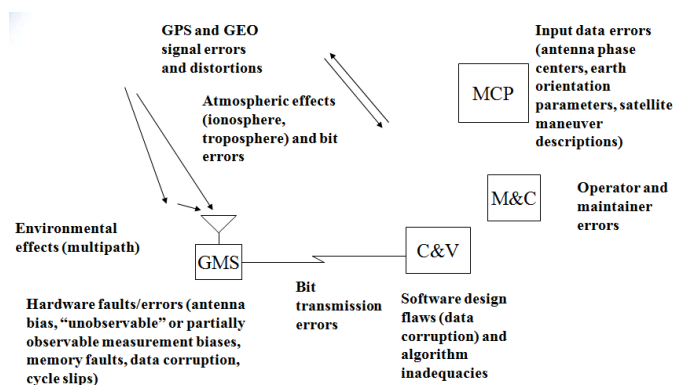 GPS and GEO
signal errors
and distortions
Input data errors
(antenna phase
centers, earth
orientation
parameters, satellite
maneuver
descriptions)
MCP
Atmospheric effects
(ionosphere,
troposphere) and bit
errors
M&C
Operator and
maintainer
errors
Environmental
effects (multipath)
GMS
C&V
Bit
transmission
errors
Hardware faults/errors (antenna
bias, “unobservable” or partially
observable measurement biases,
memory faults, data corruption,
cycle slips)
Software design
flaws (data
corruption) and
algorithm
inadequacies